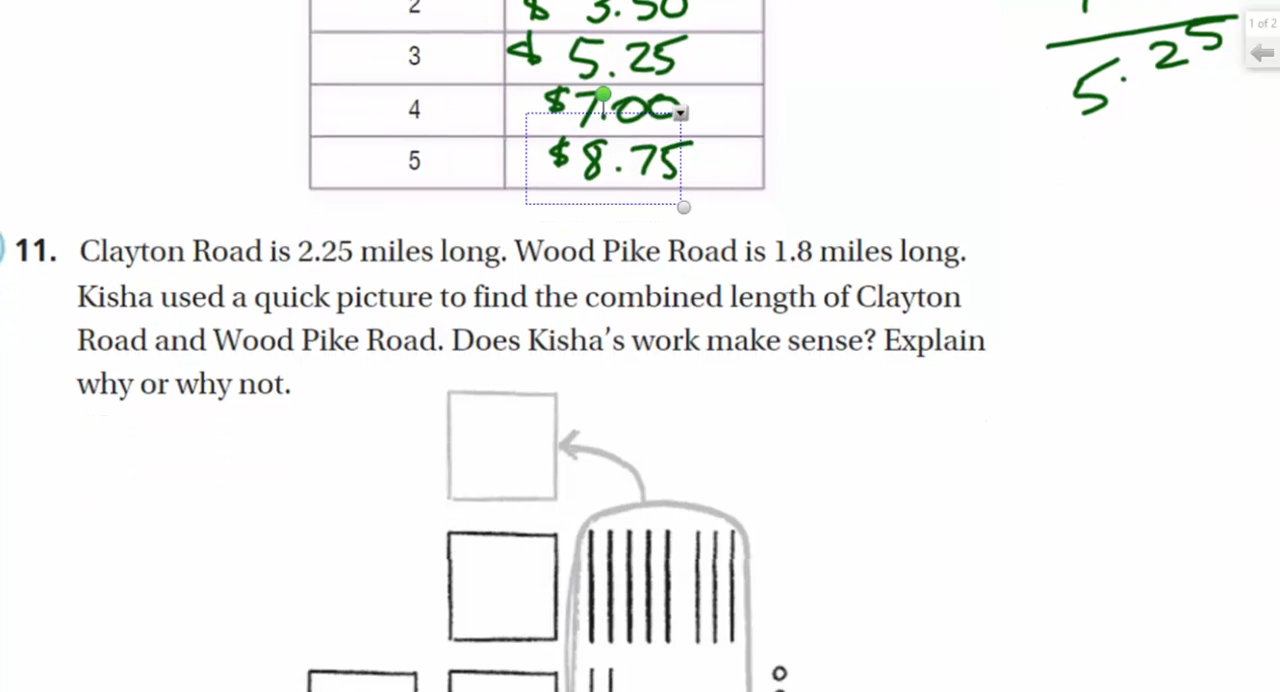 2 $ 3.50
3 $ 5.25
4 $7.00
5 $8.75
5.25
1 of 2
11. Clayton Road is 2.25 miles long. Wood Pike Road is 1.8 miles long.
Kisha used a quick picture to find the combined length of Clayton
Road and Wood Pike Road. Does Kisha's work make sense? Explain
why or why not.